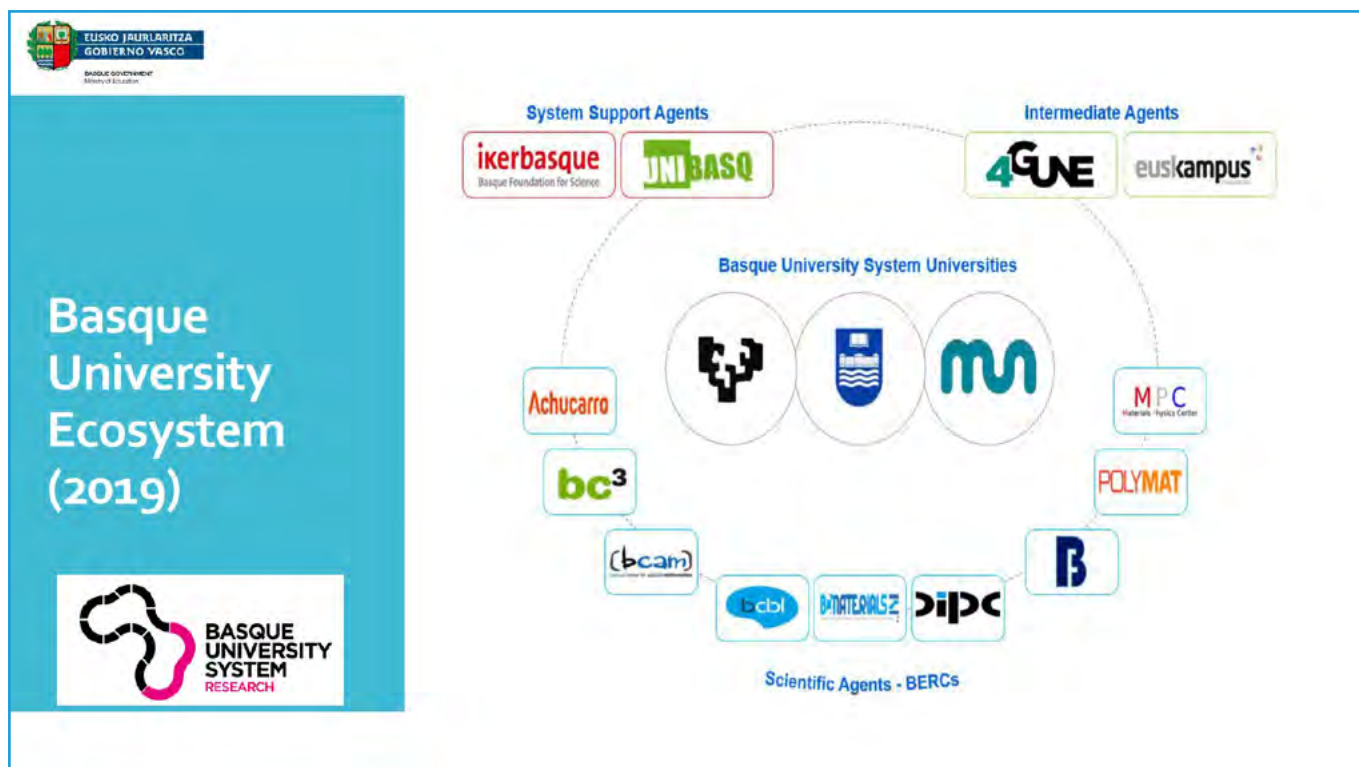 EUSKO JAURLARITZA
GOBIERNO VASCO
BASQUE GOVERNMENT
Ministry of Education
Basque
University
Ecosystem
(2019)
BASQUE
UNIVERSITY
SYSTEM
RESEARCH
System Support Agents
ikerbasque
Basque Foundation for Science
UNIBASQ
Intermediate Agents
4GUNE
euskampus
Basque University System Universities
Achucarro
bc³
(bcam)
bcbl
dipc
B
POLYMAT
MPC
Materials Physics Center
Scientific Agents - BERCs